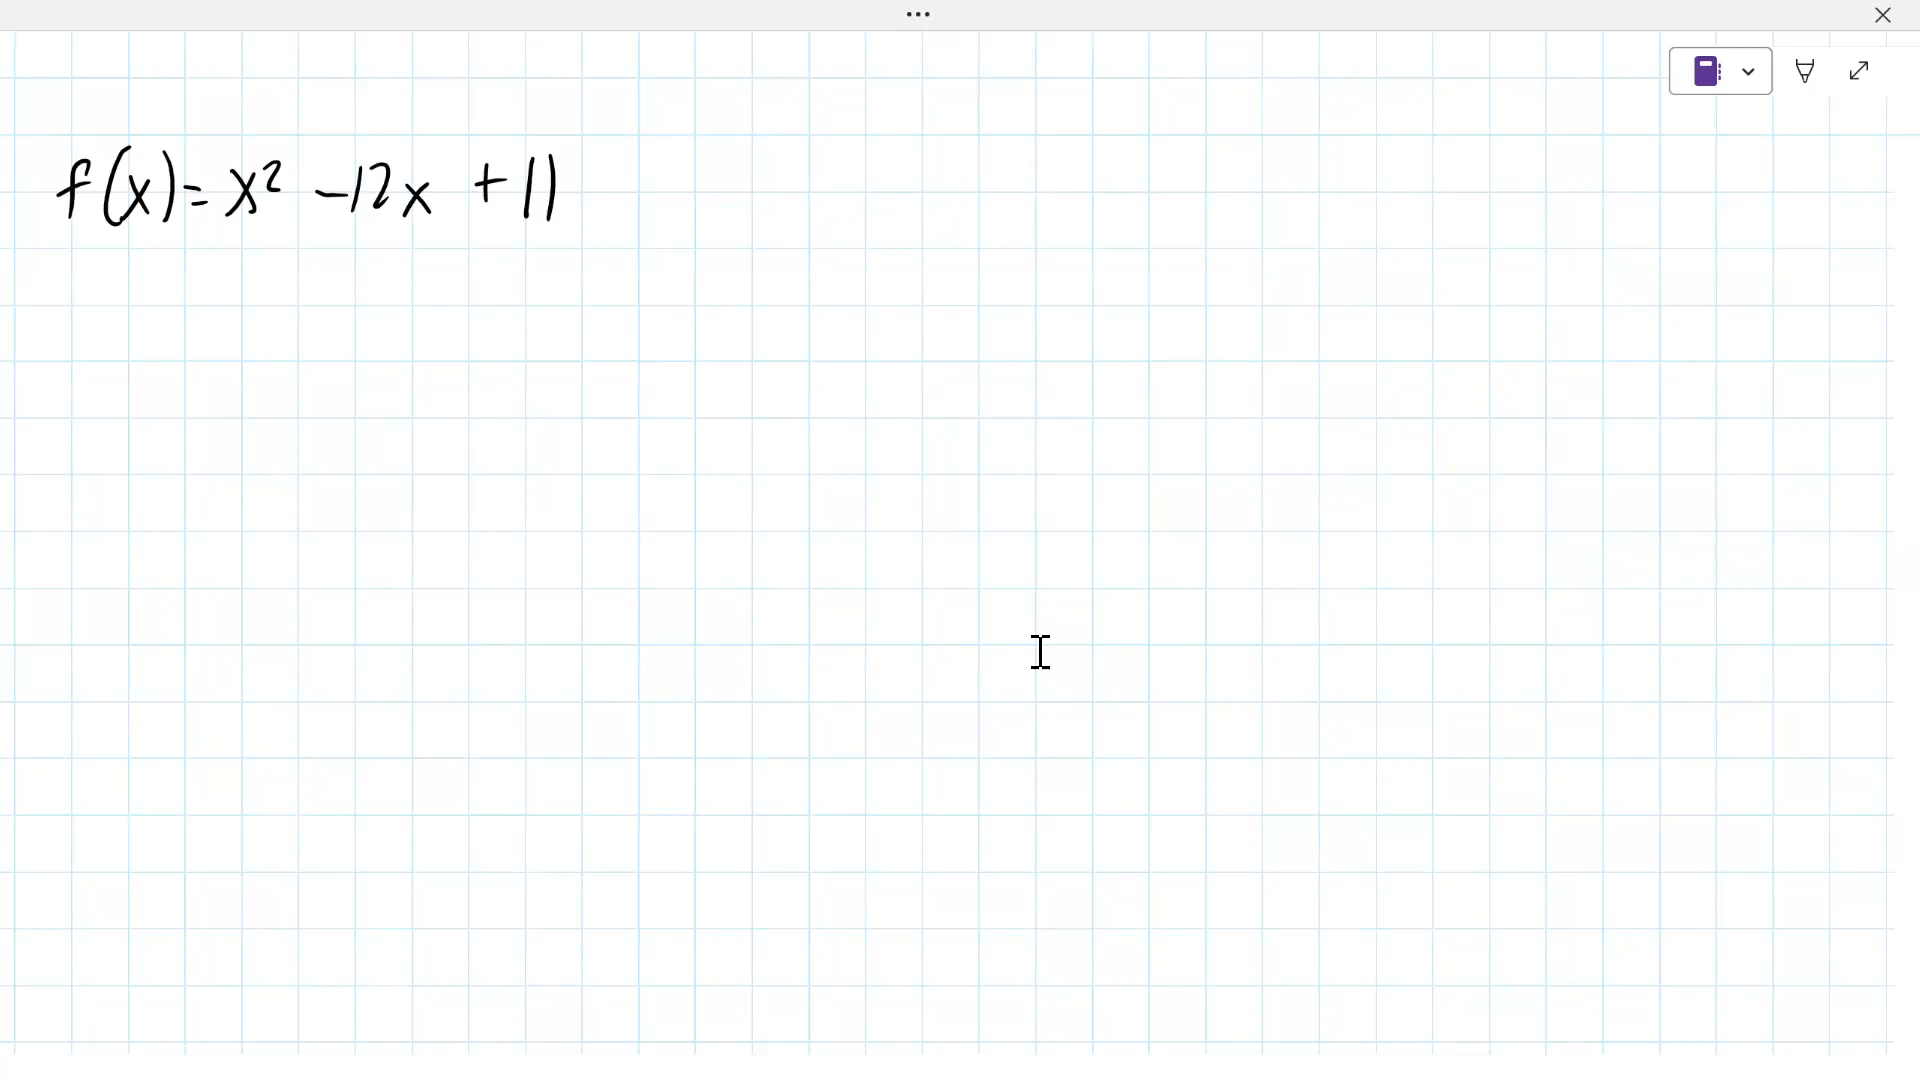 f(x) = x² -12x +11